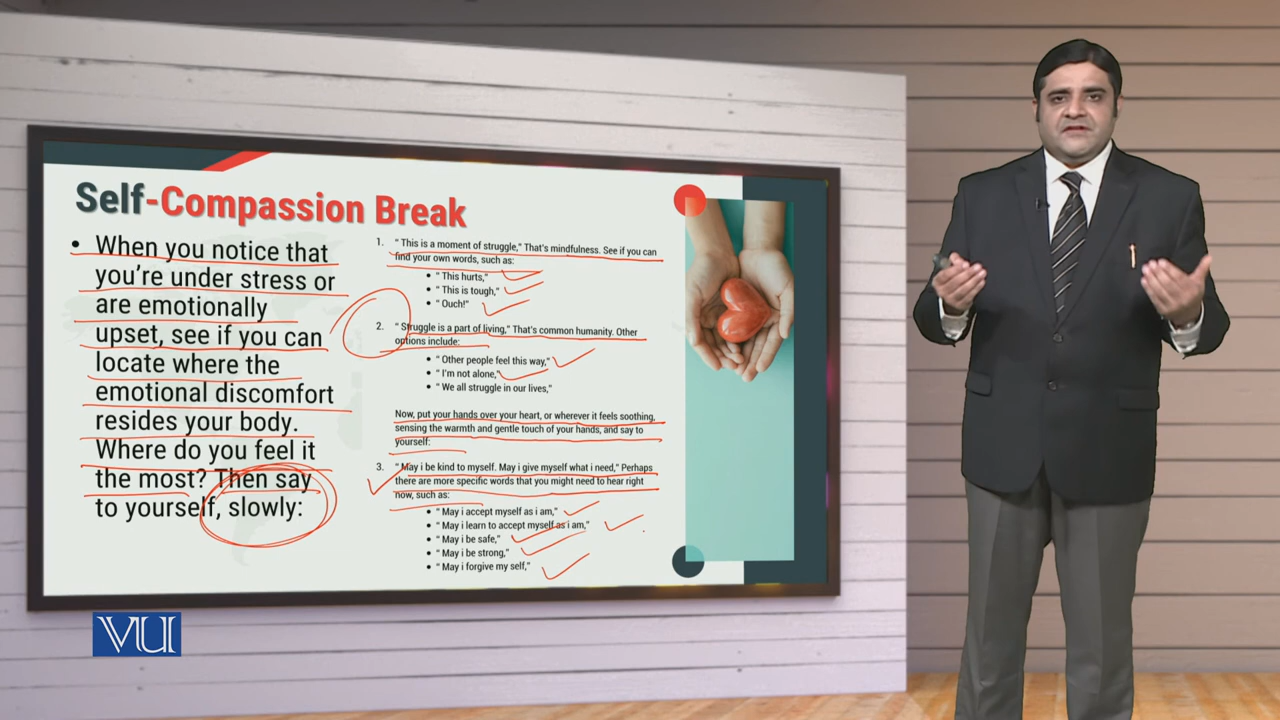 Self-Compassion Break
• When you notice that
you're under stress or
are emotionally
upset, see if you can
locate where the
emotional discomfort
resides your body.
Where do you feel it
the most? Then say
to yourself, slowly:
1. “ This is a moment of struggle,” That's mindfulness. See if you can
find your own words, such as:
• “ This hurts,”
• “ This is tough,”
• “ Ouch!”
2. “ Struggle is a part of living,” That's common humanity. Other
options include:
• “ Other people feel this way,”
• “ I'm not alone,”
• “ We all struggle in our lives,”
Now, put your hands over your heart, or wherever it feels soothing,
sensing the warmth and gentle touch of your hands, and say to
yourself:
3. “ May i be kind to myself. May i give myself what i need,” Perhaps
there are more specific words that you might need to hear right
now, such as:
• “ May i accept myself as i am,”
• “ May i learn to accept myself as i am,”
• “ May i be safe,”
• “ May i be strong,”
• “ May i forgive my self,”
VU